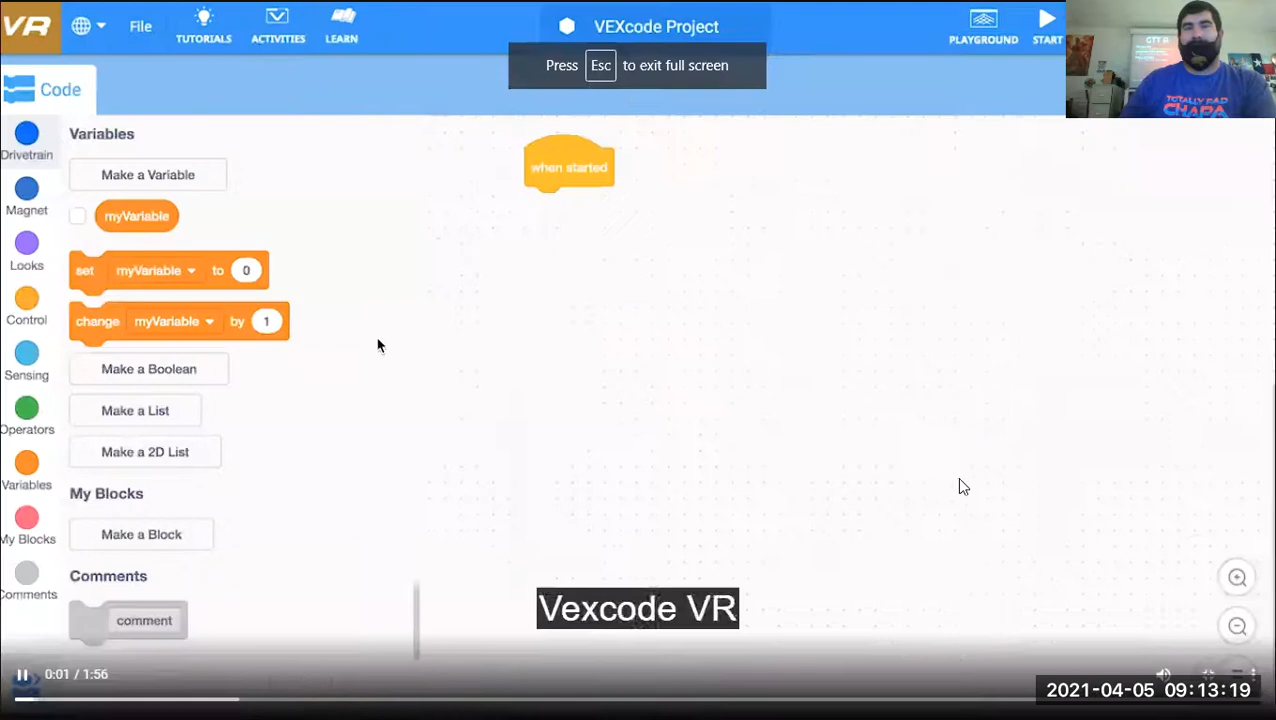 VR
File
TUTORIALS
ACTIVITIES
LEARN
VEXcode Project
PLAYGROUND
START
Press Esc to exit full screen
TOTALLY RAD
CHAPA
Code
Drivetrain
Magnet
Looks
Control
Sensing
Operators
Variables
My Blocks
Comments
Variables
Make a Variable
myVariable
set myVariable to 0
change myVariable by 1
Make a Boolean
Make a List
Make a 2D List
My Blocks
Make a Block
Comments
comment
when started
Vexcode VR
0:01 / 1:56
2021-04-05 09:13:19